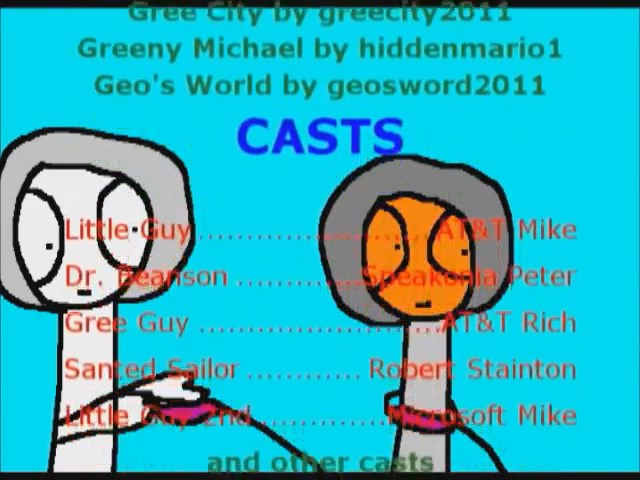 Gree City by greecity2011
Greeny Michael by hiddenmario1
Geo's World by geosword2011
CASTS
Little Guy ............................AT&T Mike
Dr. Beanson ...............Speakonia Peter
Gree Guy ............................AT&T Rich
Santed Sailor ............. Robert Stainton
Little Guy 2nd ...............Microsoft Mike
and other casts